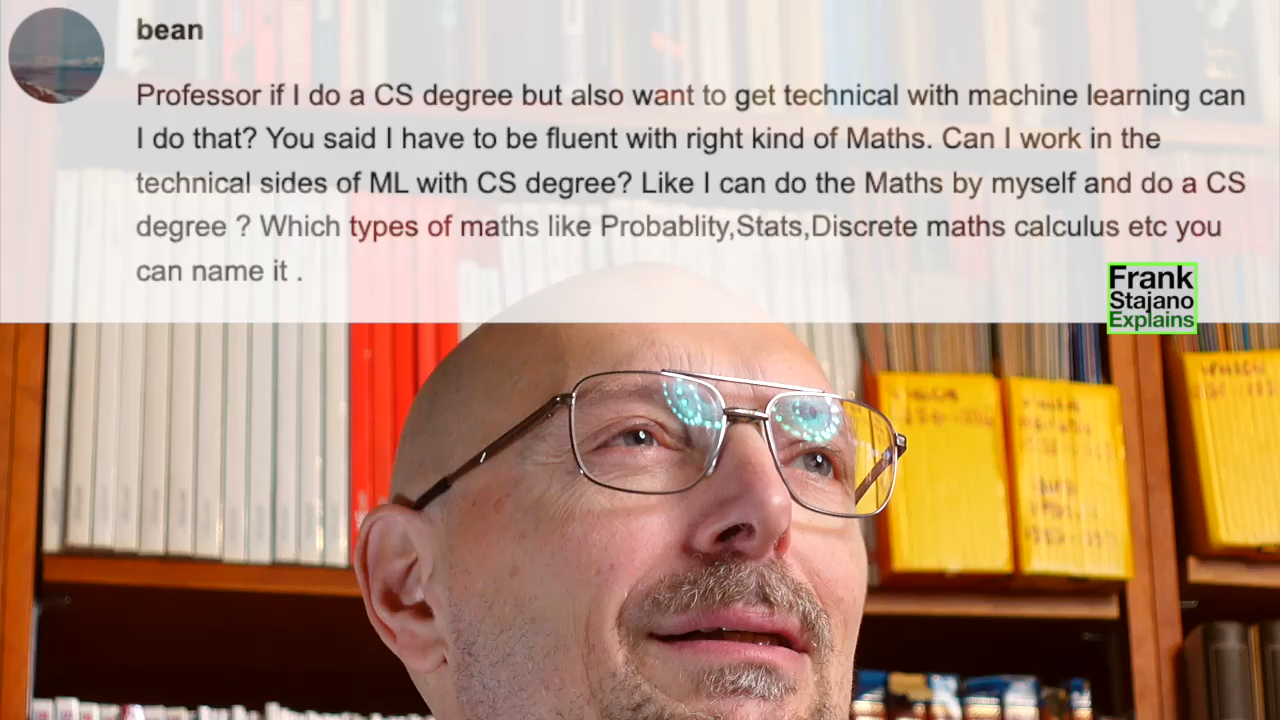 bean
Professor if I do a CS degree but also want to get technical with machine learning can
I do that? You said I have to be fluent with right kind of Maths. Can I work in the
technical sides of ML with CS degree? Like I can do the Maths by myself and do a CS
degree ? Which types of maths like Probablity,Stats,Discrete maths calculus etc you
can name it .
Frank
Stajano
Explains